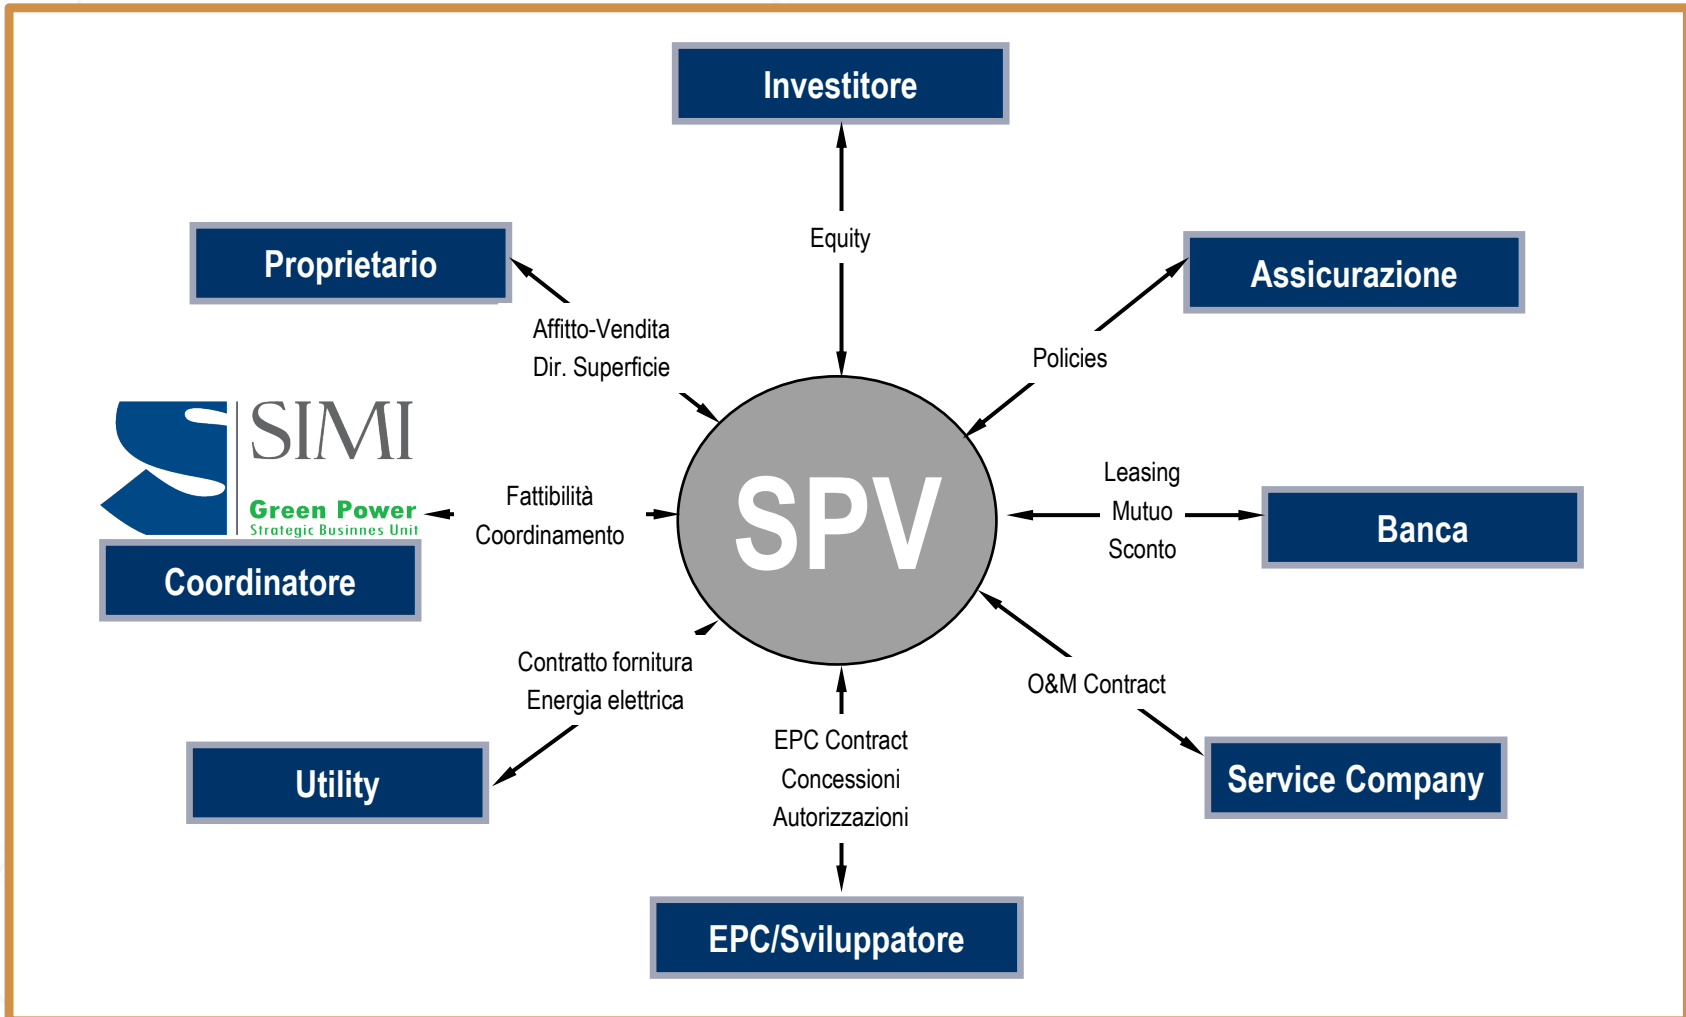 Investitore
Equity
Proprietario
Affitto-Vendita
Dir. Superficie
Assicurazione
Policies
SIMI
Green Power
Strategic Businnes Unit
Coordinatore
Fattibilità
Coordinamento
SPV
Leasing
Mutuo
Sconto
Banca
Contratto fornitura
Energia elettrica
Utility
O&M Contract
Service Company
EPC Contract
Concessioni
Autorizzazioni
EPC/Sviluppatore